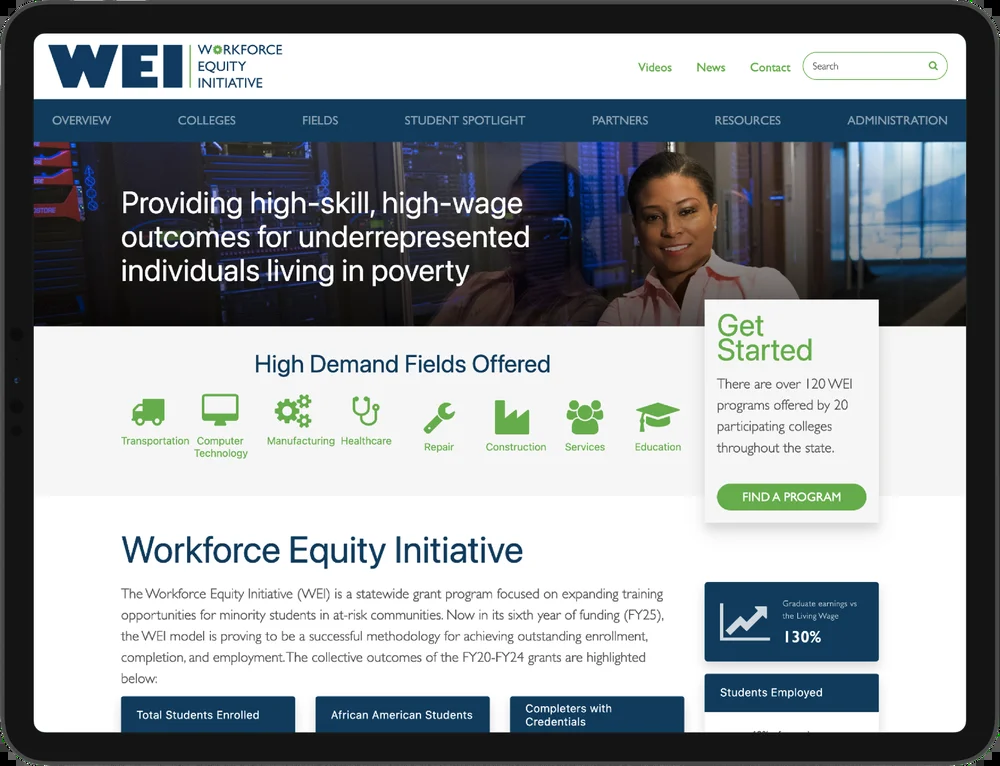 WEI
WORKFORCE
EQUITY
INITIATIVE
Videos
News
Contact
Search
OVERVIEW
COLLEGES
FIELDS
STUDENT SPOTLIGHT
PARTNERS
RESOURCES
ADMINISTRATION
Providing high-skill, high-wage
outcomes for underrepresented
individuals living in poverty
High Demand Fields Offered
Transportation
Computer
Technology
Manufacturing
Healthcare
Repair
Construction
Services
Education
Get
Started
There are over 120 WEI
programs offered by 20
participating colleges
throughout the state.
FIND A PROGRAM
Workforce Equity Initiative
The Workforce Equity Initiative (WEI) is a statewide grant program focused on expanding training
opportunities for minority students in at-risk communities. Now in its sixth year of funding (FY25),
the WEI model is proving to be a successful methodology for achieving outstanding enrollment,
completion, and employment. The collective outcomes of the FY20-FY24 grants are highlighted
below:
Total Students Enrolled
African American Students
Completers with
Credentials
Graduate earnings vs
the Living Wage
130%
Students Employed